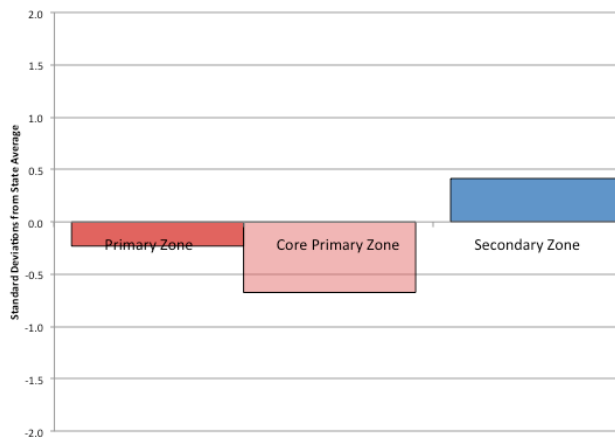 2.0
1.5
1.0
0.5
0.0
-0.5
-1.0
-1.5
-2.0
Standard Deviations from State Average
Primary Zone
Core Primary Zone
Secondary Zone